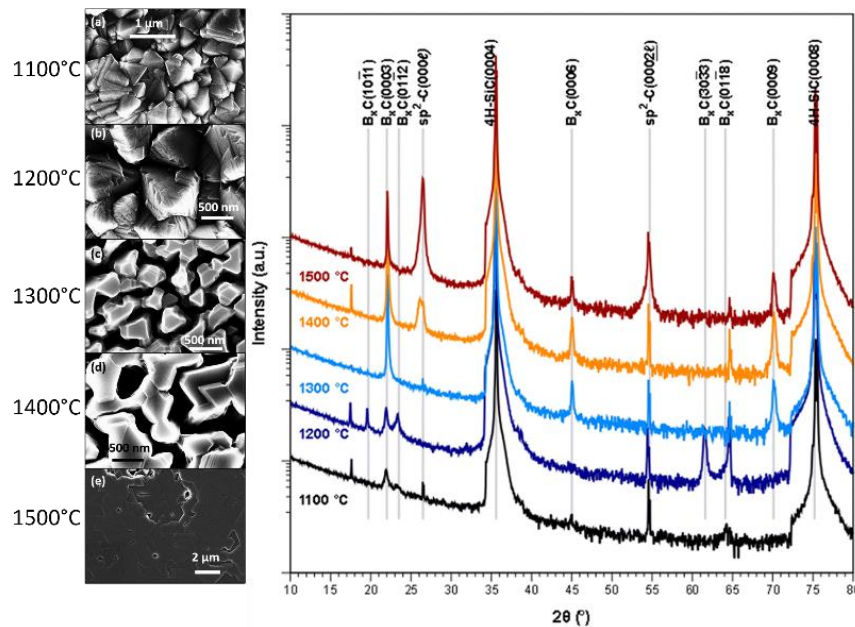 1100°C
(a)
1 µm
1200°C
(b)
500 nm
1300°C
(c)
500 nm
1400°C
(d)
500 nm
1500°C
(e)
2 µm
BₓC(101̄1)
BₓC(0003)
BₓC(011̄2)
sp²-C(000ℓ)
4H-SiC(0004)
BₓC(0006)
sp²-C(0002ℓ)
BₓC(303̄3)
BₓC(011̄8)
BₓC(0009)
4H-SiC(0008)
Intensity (a.u.)
1500 °C
1400 °C
1300 °C
1200 °C
1100 °C
10 15 20 25 30 35 40 45 50 55 60 65 70 75 80
2θ (°)